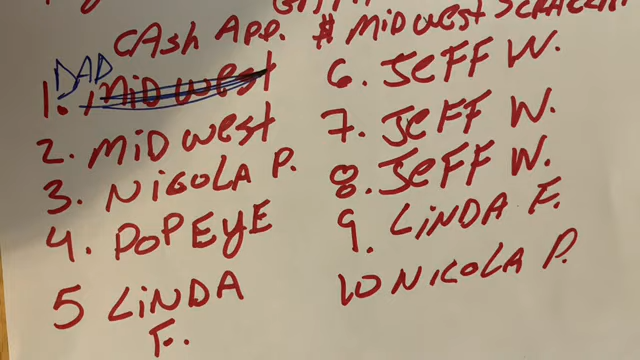 CASH APP. # MIDWEST SCRATCH
1. DAD MIDWEST
2. MIDWEST
3. NICOLA P.
4. POPEYE
5 LINDA F.
6. JEFF W.
7. JEFF W.
8. JEFF W.
9. LINDA F.
10 NICOLA P.